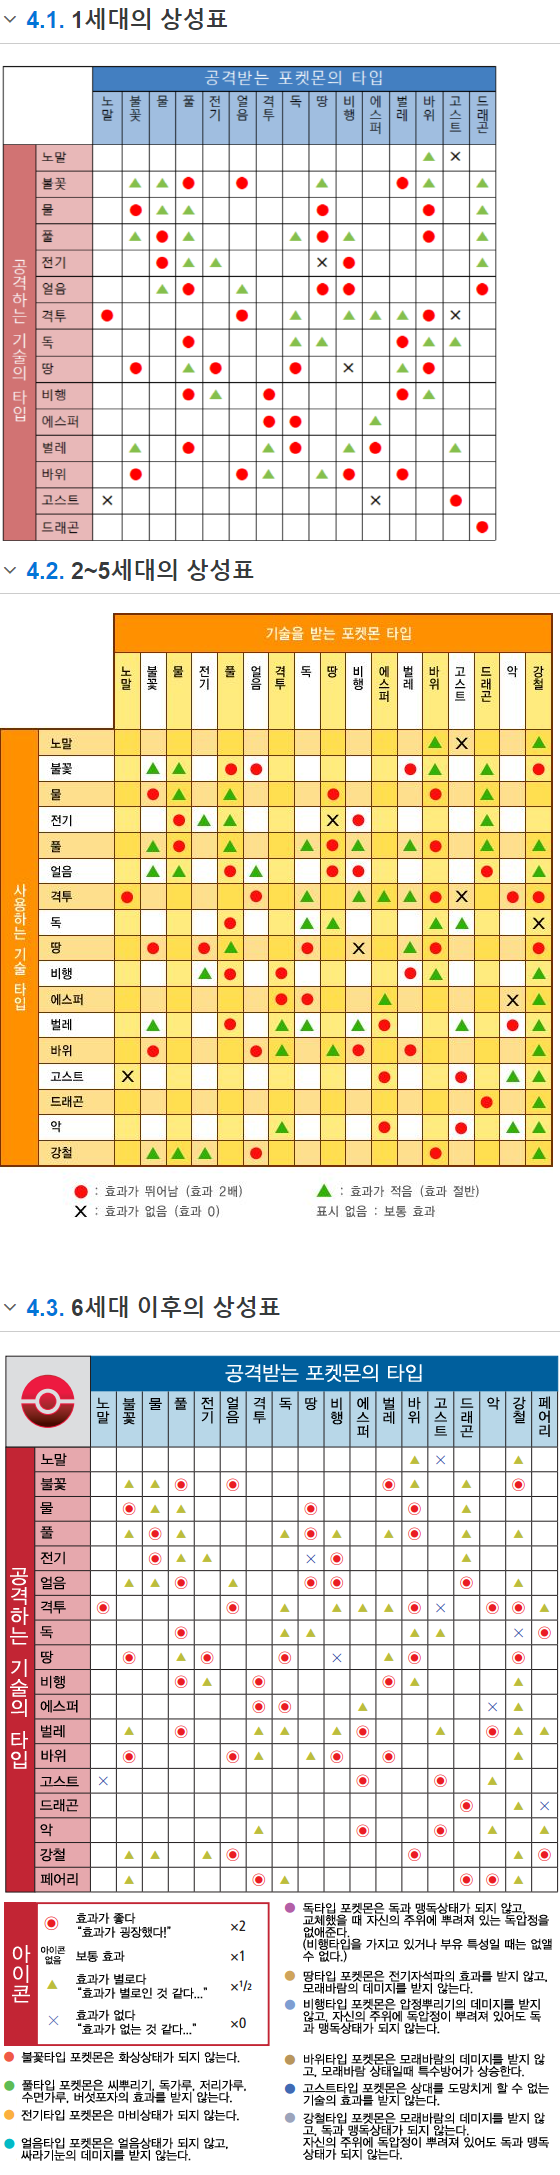 4.1. 1세대의 상성표
공격받는 포켓몬의 타입
노말 불꽃 물 풀 전기 얼음 격투 독 땅 비행 에스퍼 벌레 바위 고스트 드래곤
공격하는 기술의 타입
노말 ▲ ×
불꽃 ▲ ▲ ● ● ▲ ● ▲ ▲
물 ● ▲ ▲ ● ● ▲
풀 ▲ ● ▲ ▲ ● ▲ ● ▲
전기 ● ▲ ▲ × ● ▲
얼음 ▲ ● ▲ ● ● ●
격투 ● ● ▲ ▲ ▲ ▲ ● ×
독 ● ▲ ▲ ● ▲ ▲
땅 ● ▲ ● ● × ▲ ●
비행 ● ▲ ● ● ▲
에스퍼 ● ● ▲
벌레 ▲ ● ▲ ● ▲ ● ▲
바위 ● ● ▲ ▲ ● ●
고스트 × × ●
드래곤 ●
4.2. 2~5세대의 상성표
기술을 받는 포켓몬 타입
노말 불꽃 물 전기 풀 얼음 격투 독 땅 비행 에스퍼 벌레 바위 고스트 드래곤 악 강철
사용하는 기술 타입
노말 ▲ X ▲
불꽃 ▲ ▲ ● ● ● ▲ ▲ ●
물 ● ▲ ▲ ● ● ▲
전기 ● ▲ ▲ X ● ▲
풀 ▲ ● ▲ ▲ ● ▲ ▲ ● ▲ ▲
얼음 ▲ ▲ ● ▲ ● ● ● ▲
격투 ● ● ▲ ▲ ▲ ▲ ● X ● ●
독 ● ▲ ▲ ▲ ▲ X
땅 ● ● ▲ ● X ▲ ● ●
비행 ▲ ● ● ● ▲ ▲
에스퍼 ● ● ▲ X ▲
벌레 ▲ ● ▲ ▲ ▲ ● ▲ ● ▲
바위 ● ● ▲ ▲ ● ● ▲
고스트 X ● ● ▲ ▲
드래곤 ● ▲
악 ▲ ● ● ▲ ▲
강철 ▲ ▲ ▲ ● ● ▲
● : 효과가 뛰어남 (효과 2배) ▲ : 효과가 적음 (효과 절반)
X : 효과가 없음 (효과 0) 표시 없음 : 보통 효과
4.3. 6세대 이후의 상성표
공격받는 포켓몬의 타입
노말 불꽃 물 풀 전기 얼음 격투 독 땅 비행 에스퍼 벌레 바위 고스트 드래곤 악 강철 페어리
공격하는 기술의 타입
노말 ▲ × ▲
불꽃 ▲ ▲ ◉ ◉ ◉ ▲ ▲ ◉
물 ◉ ▲ ▲ ◉ ◉ ▲
풀 ▲ ◉ ▲ ▲ ◉ ▲ ▲ ◉ ▲ ▲
전기 ◉ ▲ ▲ × ◉ ▲
얼음 ▲ ▲ ◉ ▲ ◉ ◉ ◉ ▲
격투 ◉ ◉ ▲ ▲ ▲ ▲ ◉ × ◉ ◉ ▲
독 ◉ ▲ ▲ ▲ ▲ × ◉
땅 ◉ ▲ ◉ ◉ × ▲ ◉ ◉
비행 ◉ ▲ ◉ ◉ ▲ ▲
에스퍼 ◉ ◉ ▲ × ▲
벌레 ▲ ◉ ▲ ▲ ▲ ◉ ▲ ◉ ▲ ▲
바위 ◉ ◉ ▲ ▲ ◉ ◉ ▲
고스트 × ◉ ◉ ▲
드래곤 ◉ ▲ ×
악 ▲ ◉ ◉ ▲ ▲
강철 ▲ ▲ ▲ ◉ ◉ ▲ ◉
페어리 ▲ ◉ ▲ ◉ ◉ ▲
아이콘
◉ 효과가 좋다
"효과가 굉장했다!" ×2
아이콘 없음 보통 효과 ×1
▲ 효과가 별로다
"효과가 별로인 것 같다..." ×1/2
× 효과가 없다
"효과가 없는 것 같다..." ×0
불꽃타입 포켓몬은 화상상태가 되지 않는다.
풀타입 포켓몬은 씨뿌리기, 독가루, 저리가루,
수면가루, 버섯포자의 효과를 받지 않는다.
전기타입 포켓몬은 마비상태가 되지 않는다.
얼음타입 포켓몬은 얼음상태가 되지 않고,
싸라기눈의 데미지를 받지 않는다.
독타입 포켓몬은 독과 맹독상태가 되지 않고,
교체했을 때 자신의 주위에 뿌려져 있는 독압정을
없애준다.
(비행타입을 가지고 있거나 부유 특성일 때는 없앨
수 없다.)
땅타입 포켓몬은 전기자석파의 효과를 받지 않고,
모래바람의 데미지를 받지 않는다.
비행타입 포켓몬은 압정뿌리기의 데미지를 받지
않고, 자신의 주위에 독압정이 뿌려져 있어도 독
과 맹독상태가 되지 않는다.
바위타입 포켓몬은 모래바람의 데미지를 받지 않
고, 모래바람 상태일때 특수방어가 상승한다.
고스트타입 포켓몬은 상대를 도망치게 할 수 없는
기술의 효과를 받지 않는다.
강철타입 포켓몬은 모래바람의 데미지를 받지 않
고, 독과 맹독상태가 되지 않는다.
자신의 주위에 독압정이 뿌려져 있어도 독과 맹독
상태가 되지 않는다.